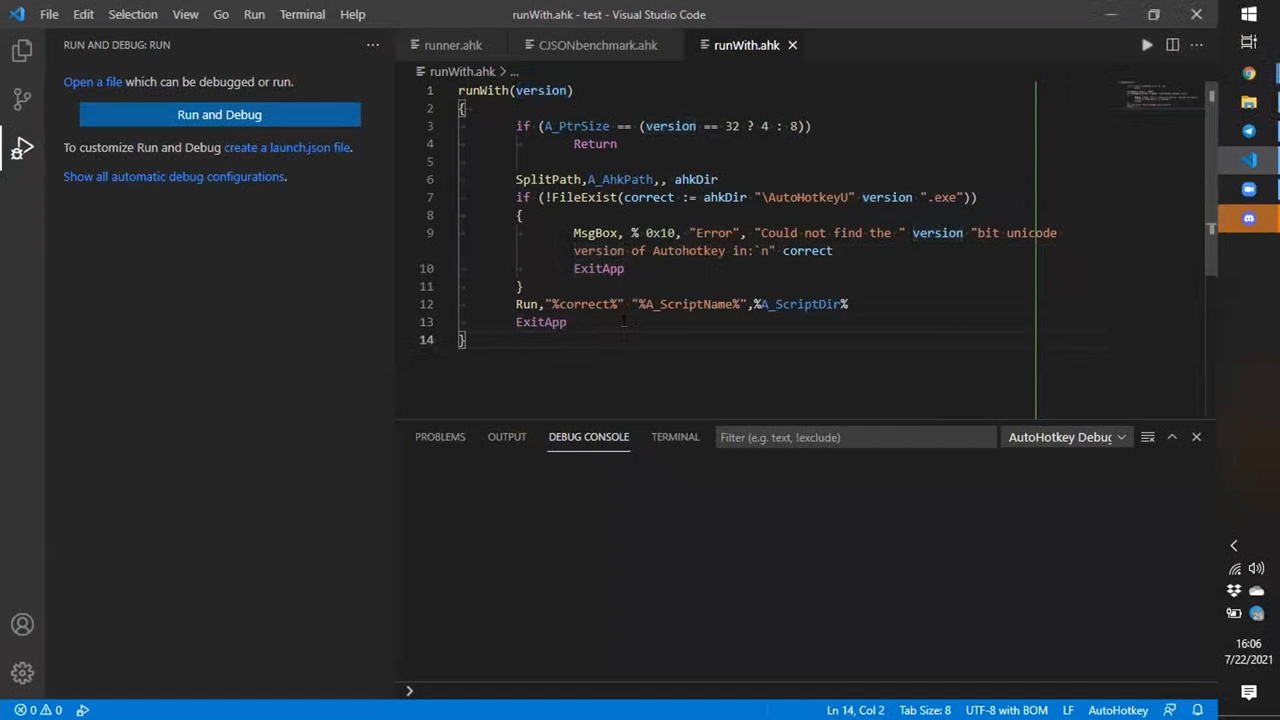 File Edit Selection View Go Run Terminal Help
runWith.ahk - test - Visual Studio Code
RUN AND DEBUG: RUN
Open a file which can be debugged or run.
Run and Debug
To customize Run and Debug create a launch.json file.
Show all automatic debug configurations.
runner.ahk CJSONbenchmark.ahk runWith.ahk
runWith.ahk > ...
1 runWith(version)
2 {
3 if (A_PtrSize == (version == 32 ? 4 : 8))
4 Return
5
6 SplitPath,A_AhkPath,, ahkDir
7 if (!FileExist(correct := ahkDir "\AutoHotkeyU" version ".exe"))
8 {
9 MsgBox, % 0x10, "Error", "Could not find the " version "bit unicode
version of Autohotkey in:`n" correct
10 ExitApp
11 }
12 Run,"%correct%" "%A_ScriptName%",%A_ScriptDir%
13 ExitApp
14 }
PROBLEMS OUTPUT DEBUG CONSOLE TERMINAL
Filter (e.g. text, !exclude)
AutoHotkey Debug
0 0
Ln 14, Col 2 Tab Size: 8 UTF-8 with BOM LF AutoHotkey
16:06
7/22/2021